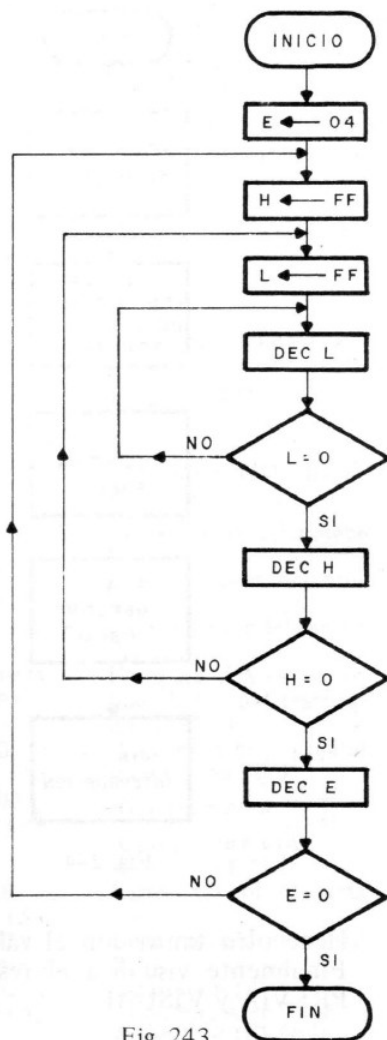 INICIO
E ← 04
H ← FF
L ← FF
DEC L
NO
L = 0
SI
DEC H
NO
H = 0
SI
DEC E
NO
E = 0
SI
FIN
Fig. 243